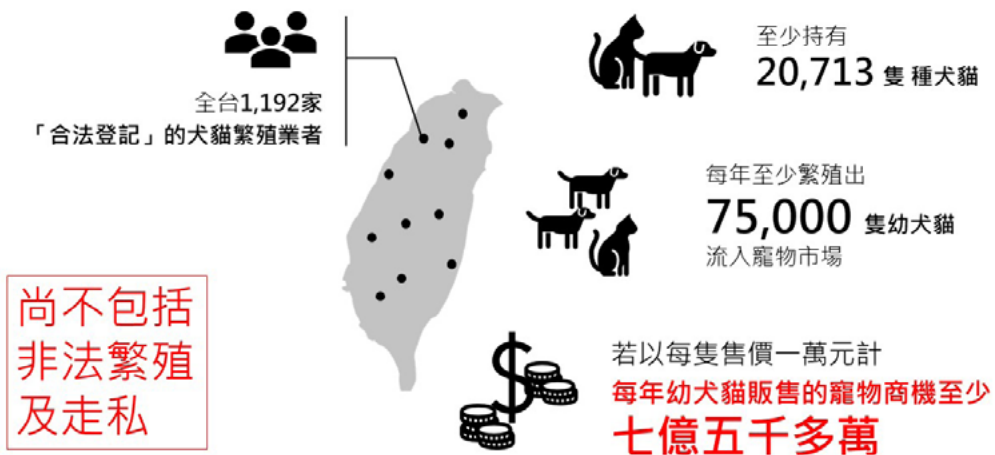 全台1,192家
「合法登記」的犬貓繁殖業者
至少持有
20,713 隻 種犬貓
每年至少繁殖出
75,000 隻幼犬貓
流入寵物市場
尚不包括
非法繁殖
及走私
若以每隻售價一萬元計
每年幼犬貓販售的寵物商機至少
七億五千多萬